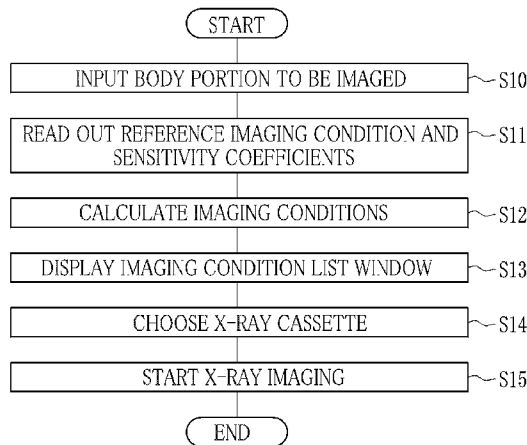 START
INPUT BODY PORTION TO BE IMAGED
S10
READ OUT REFERENCE IMAGING CONDITION AND
SENSITIVITY COEFFICIENTS
S11
CALCULATE IMAGING CONDITIONS
S12
DISPLAY IMAGING CONDITION LIST WINDOW
S13
CHOOSE X-RAY CASSETTE
S14
START X-RAY IMAGING
S15
END